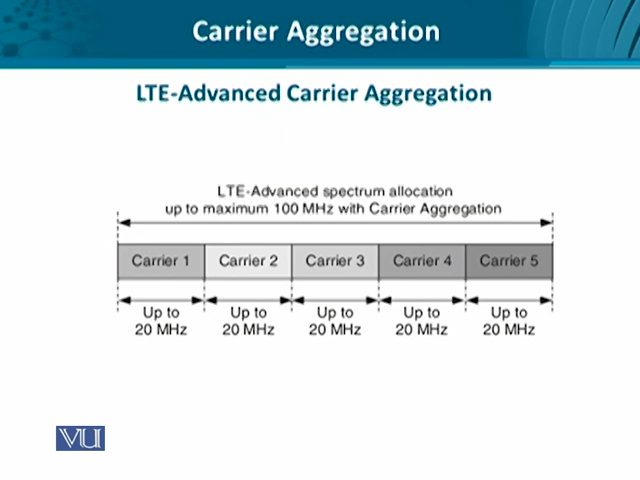 Carrier Aggregation
LTE-Advanced Carrier Aggregation
LTE-Advanced spectrum allocation
up to maximum 100 MHz with Carrier Aggregation
Carrier 1 Carrier 2 Carrier 3 Carrier 4 Carrier 5
Up to Up to Up to Up to Up to
20 MHz 20 MHz 20 MHz 20 MHz 20 MHz
VU